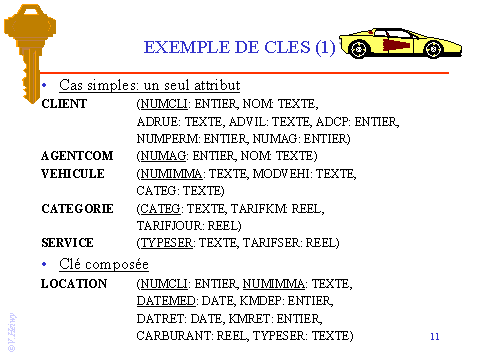 EXEMPLE DE CLES (1)
• Cas simples: un seul attribut
CLIENT (NUMCLI: ENTIER, NOM: TEXTE,
ADRUE: TEXTE, ADVIL: TEXTE, ADCP: ENTIER,
NUMPERM: ENTIER, NUMAG: ENTIER)
AGENTCOM (NUMAG: ENTIER, NOM: TEXTE)
VEHICULE (NUMIMMA: TEXTE, MODVEHI: TEXTE,
CATEG: TEXTE)
CATEGORIE (CATEG: TEXTE, TARIFKM: REEL,
TARIFJOUR: REEL)
SERVICE (TYPESER: TEXTE, TARIFSER: REEL)
• Clé composée
LOCATION (NUMCLI: ENTIER, NUMIMMA: TEXTE,
DATEMED: DATE, KMDEP: ENTIER,
DATRET: DATE, KMRET: ENTIER,
CARBURANT: REEL, TYPESER: TEXTE)
11